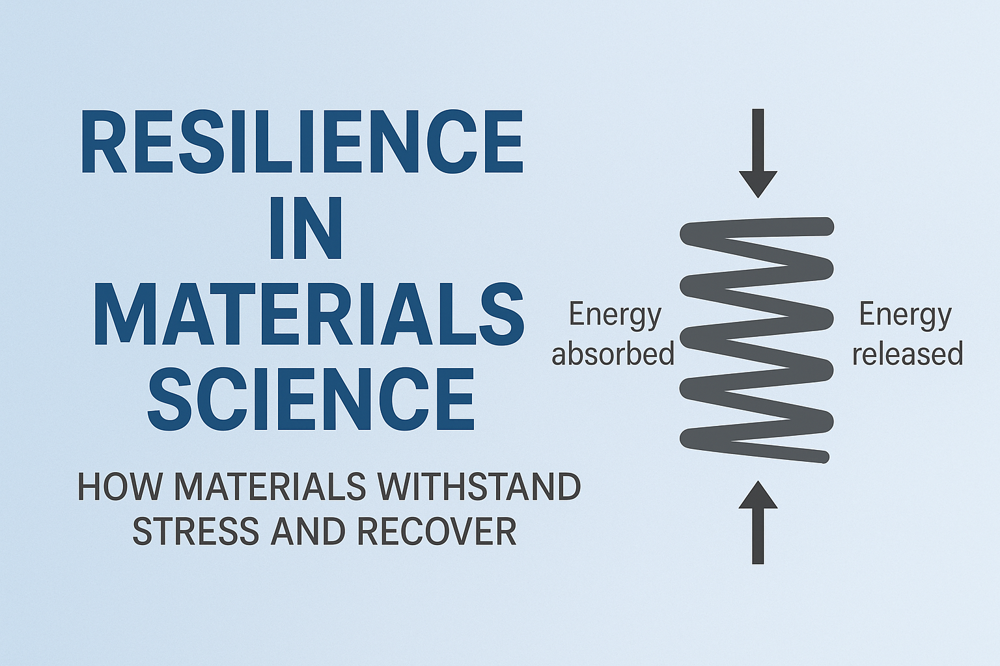 RESILIENCE
IN
MATERIALS
SCIENCE
HOW MATERIALS WITHSTAND
STRESS AND RECOVER
Energy
absorbed
Energy
released